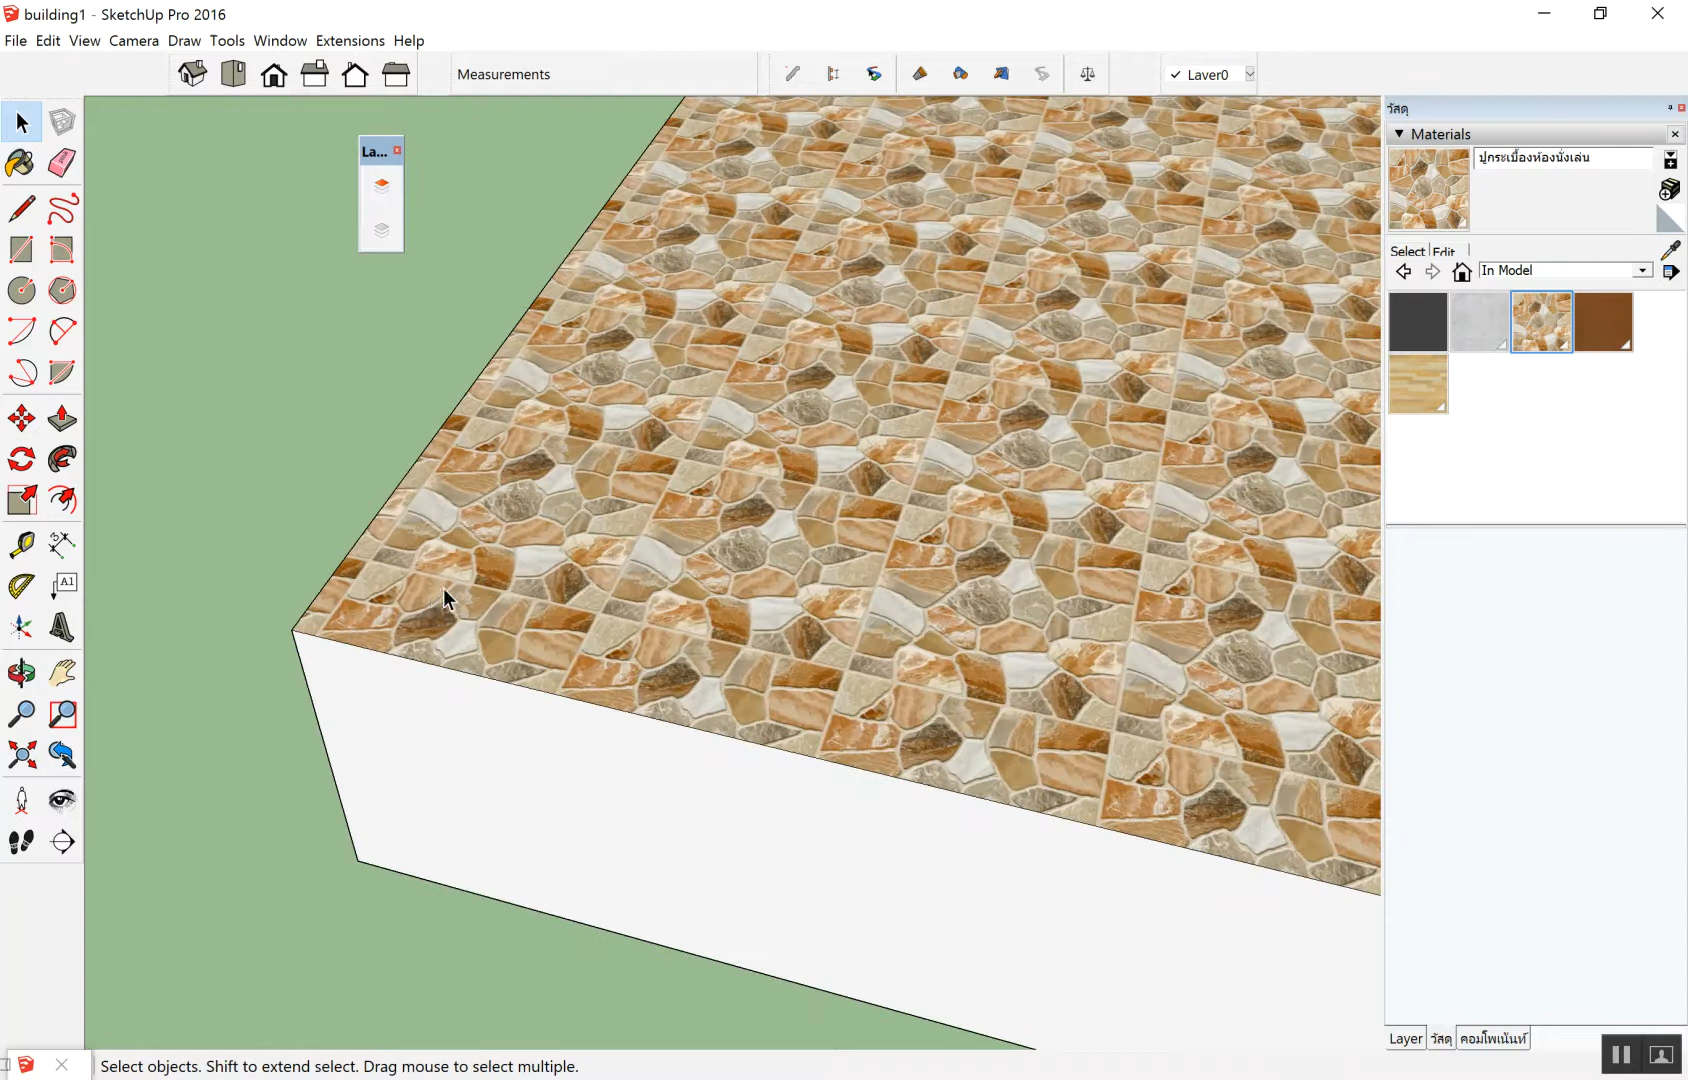 building1 - SketchUp Pro 2016
File Edit View Camera Draw Tools Window Extensions Help
Measurements
Layer0
La...
วัสดุ
Materials
ปูกระเบื้องห้องนั่งเล่น
Select Edit
In Model
A1
Layer วัสดุ คอมโพเน้นท์
Select objects. Shift to extend select. Drag mouse to select multiple.